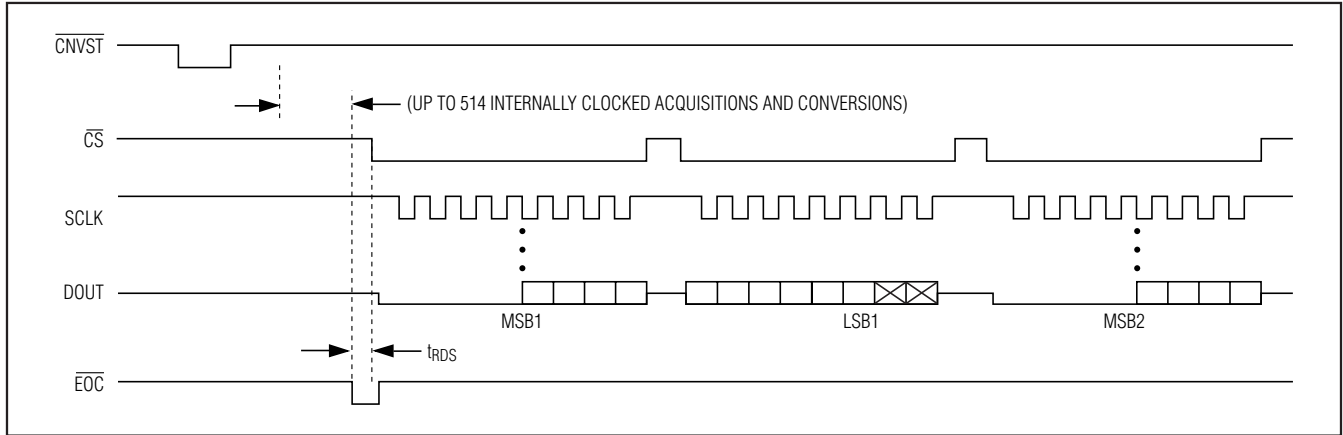 CNVST
(UP TO 514 INTERNALLY CLOCKED ACQUISITIONS AND CONVERSIONS)
CS
SCLK
DOUT
MSB1
LSB1
MSB2
tRDS
EOC